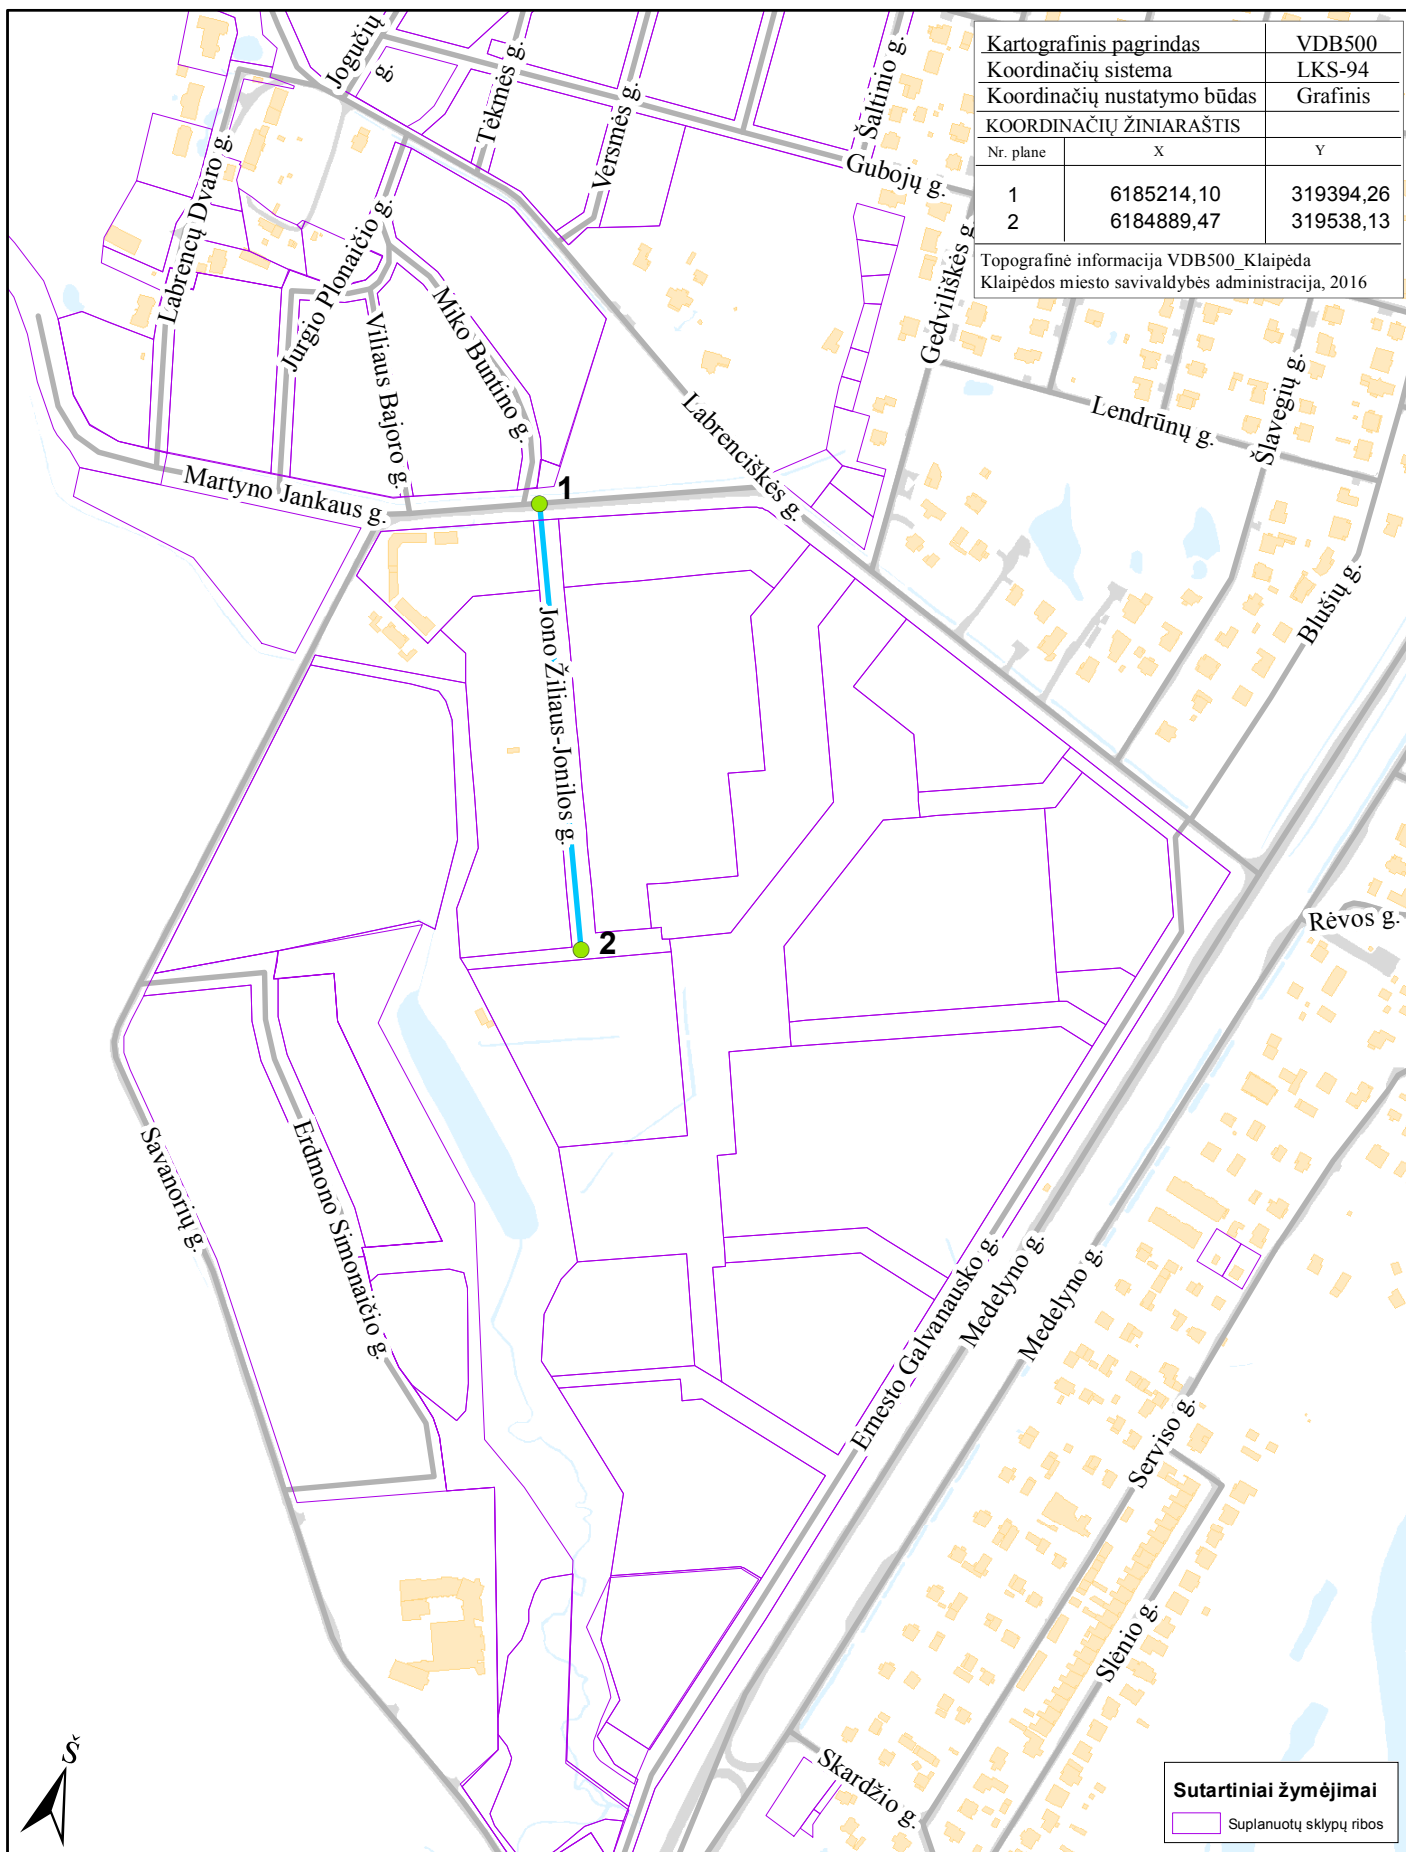 Kartografinis pagrindas VDB500
Koordinačių sistema LKS-94
Koordinačių nustatymo būdas Grafinis
KOORDINAČIŲ ŽINIARAŠTIS
Nr. plane X Y
1 6185214,10 319394,26
2 6184889,47 319538,13
Topografinė informacija VDB500_Klaipėda
Klaipėdos miesto savivaldybės administracija, 2016
Jogučių
g.
Tėkmės g.
Versmės g.
Šaltinio g.
Gubojų g.
Gedviliškės g.
Labrencų Dvaro g.
Jurgio Plonaičio g.
Viliaus Bajoro g.
Miko Buntino g.
Labrenciškės g.
Lendrūnų g.
Šlavegių g.
Blušių g.
Martyno Jankaus g.
1
Jono Žiliaus-Jonilos g.
2
Rėvos g.
Savanorių g.
Erdmono Simonaičio g.
Ernesto Galvanausko g.
Medelyno g.
Medelyno g.
Serviso g.
Slėnio g.
Skardžio g.
Š
Sutartiniai žymėjimai
Suplanuotų sklypų ribos